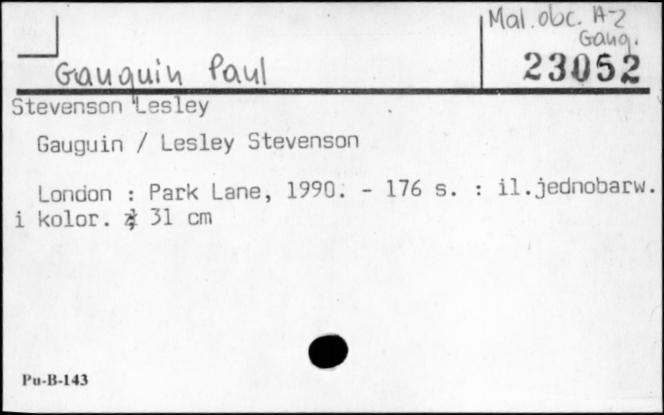 Mal. obc. A-Z
Gaug.
Gauguin Paul
23052
Stevenson Lesley
Gauguin / Lesley Stevenson
London : Park Lane, 1990. - 176 s. : il.jednobarw.
i kolor. ; 31 cm
Pu-B-143